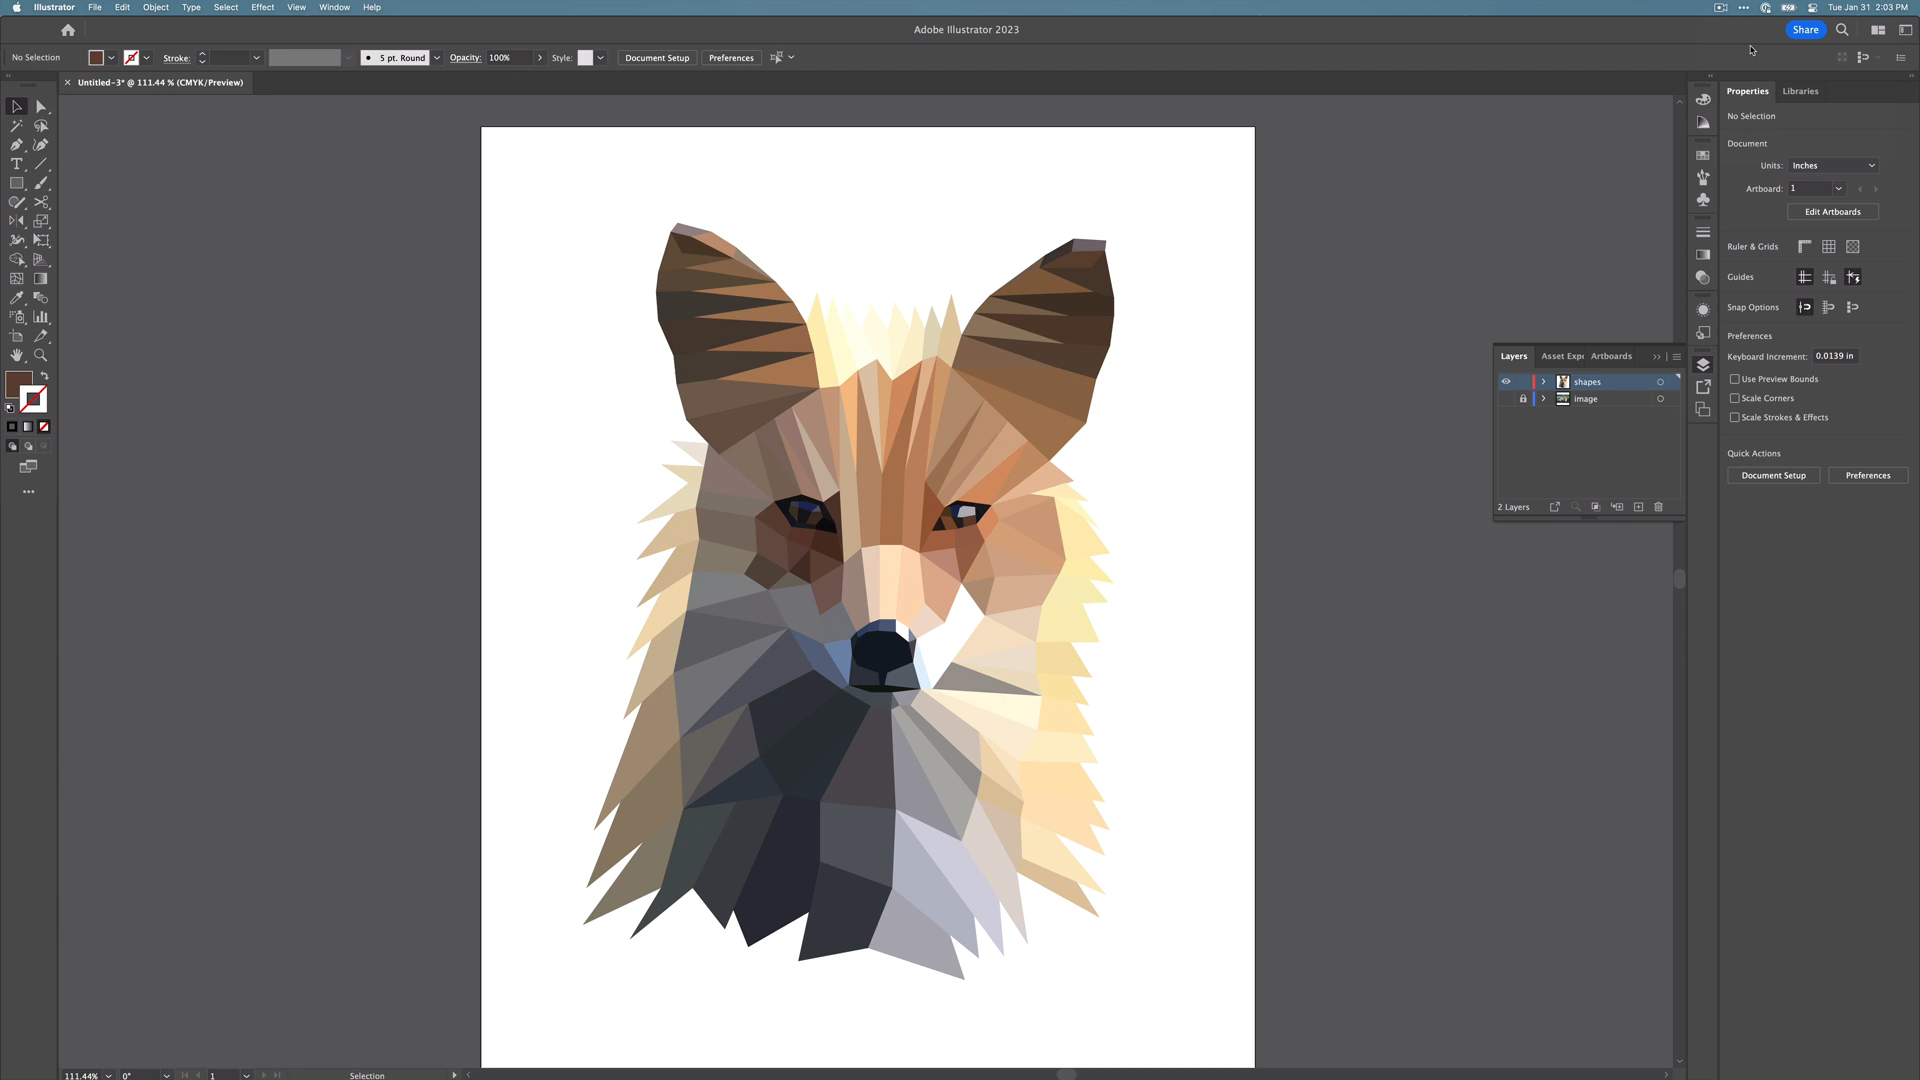 Illustrator File Edit Object Type Select Effect View Window Help
Tue Jan 31 2:03 PM
Adobe Illustrator 2023
Share
No Selection
Stroke:
5 pt. Round
Opacity: 100%
Style:
Document Setup
Preferences
Untitled-3* @ 111.44 % (CMYK/Preview)
Properties Libraries
No Selection
Document
Units: Inches
Artboard: 1
Edit Artboards
Ruler & Grids
Guides
Snap Options
Preferences
Keyboard Increment: 0.0139 in
Use Preview Bounds
Scale Corners
Scale Strokes & Effects
Quick Actions
Document Setup Preferences
Layers Asset Expo Artboards
shapes
image
2 Layers
111.44% 0° 1 Selection